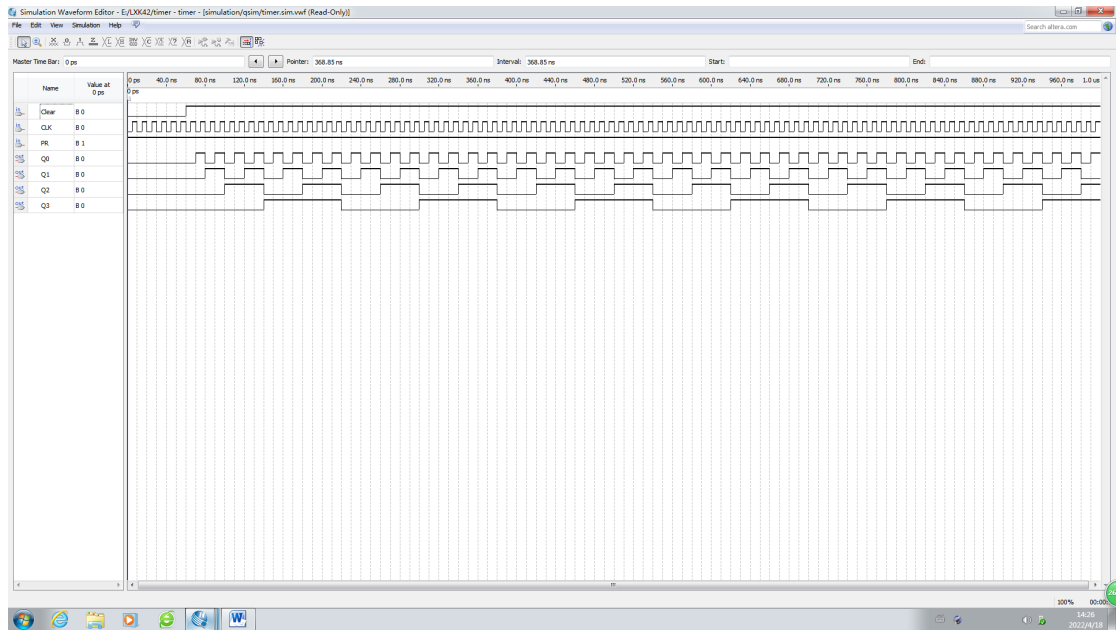 Simulation Waveform Editor - E:/LXK42/timer - timer - [simulation/qsim/timer.sim.vwf (Read-Only)]
File Edit View Simulation Help
Search altera.com
Master Time Bar: 0 ps Pointer: 368.85 ns Interval: 368.85 ns Start: End:
Name Value at 0 ps
0 ps 40.0 ns 80.0 ns 120.0 ns 160.0 ns 200.0 ns 240.0 ns 280.0 ns 320.0 ns 360.0 ns 400.0 ns 440.0 ns 480.0 ns 520.0 ns 560.0 ns 600.0 ns 640.0 ns 680.0 ns 720.0 ns 760.0 ns 800.0 ns 840.0 ns 880.0 ns 920.0 ns 960.0 ns 1.0 us
0 ps
Clear B 0
CLK B 0
PR B 1
Q0 B 0
Q1 B 0
Q2 B 0
Q3 B 0
100% 00:00:
14:26
2022/4/18